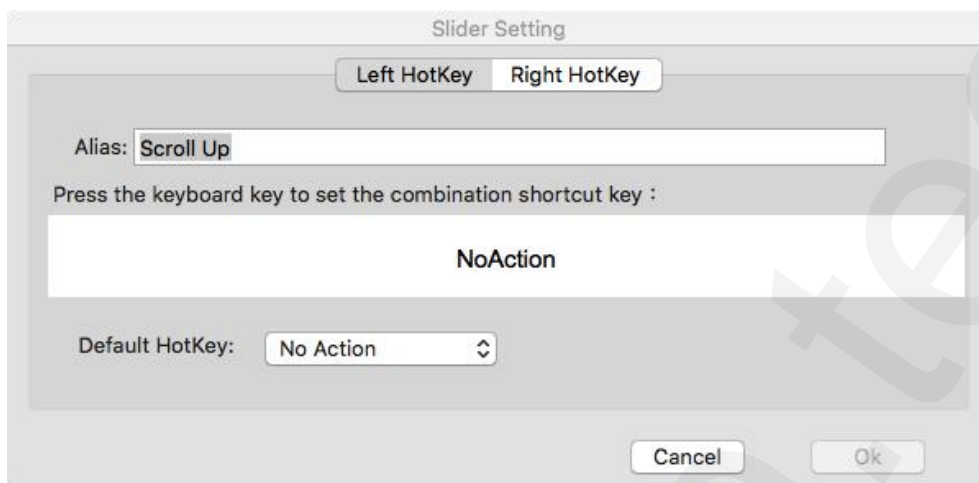 Slider Setting
Left HotKey Right HotKey
Alias: Scroll Up
Press the keyboard key to set the combination shortcut key：
NoAction
Default HotKey: No Action
Cancel Ok